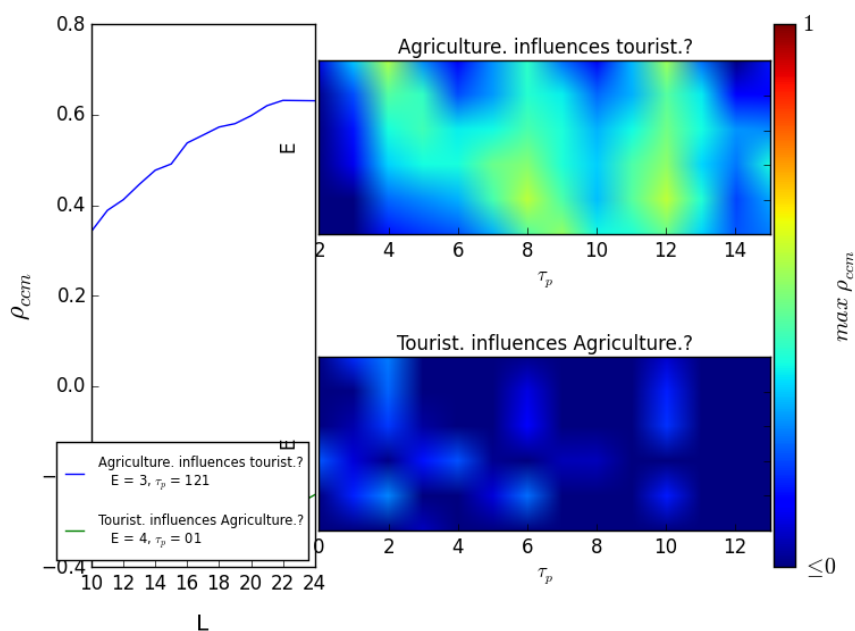 0.8
0.6
0.4
0.2
0.0
−0.4
ρccm
10 12 14 16 18 20 22 24
L
Agriculture. influences tourist.?
E = 3, τp = 121
Tourist. influences Agriculture.?
E = 4, τp = 01
Agriculture. influences tourist.?
E
2 4 6 8 10 12 14
τp
Tourist. influences Agriculture.?
E
0 2 4 6 8 10 12
τp
1
≤0
max ρccm